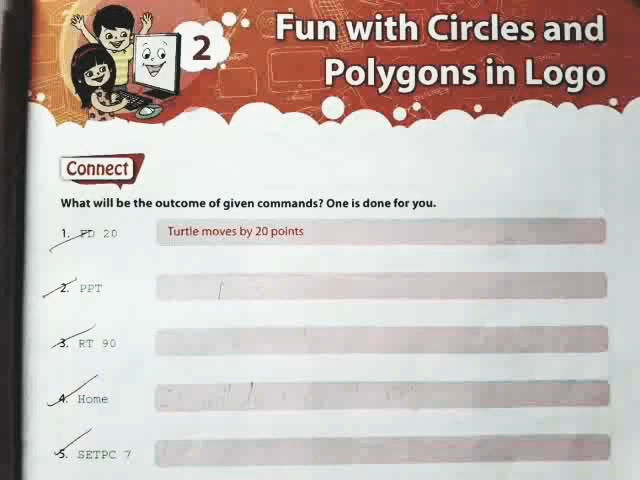 2
Fun with Circles and
Polygons in Logo
Connect
What will be the outcome of given commands? One is done for you.
1. FD 20 Turtle moves by 20 points
2. PPT
3. RT 90
4. Home
5. SETPC 7